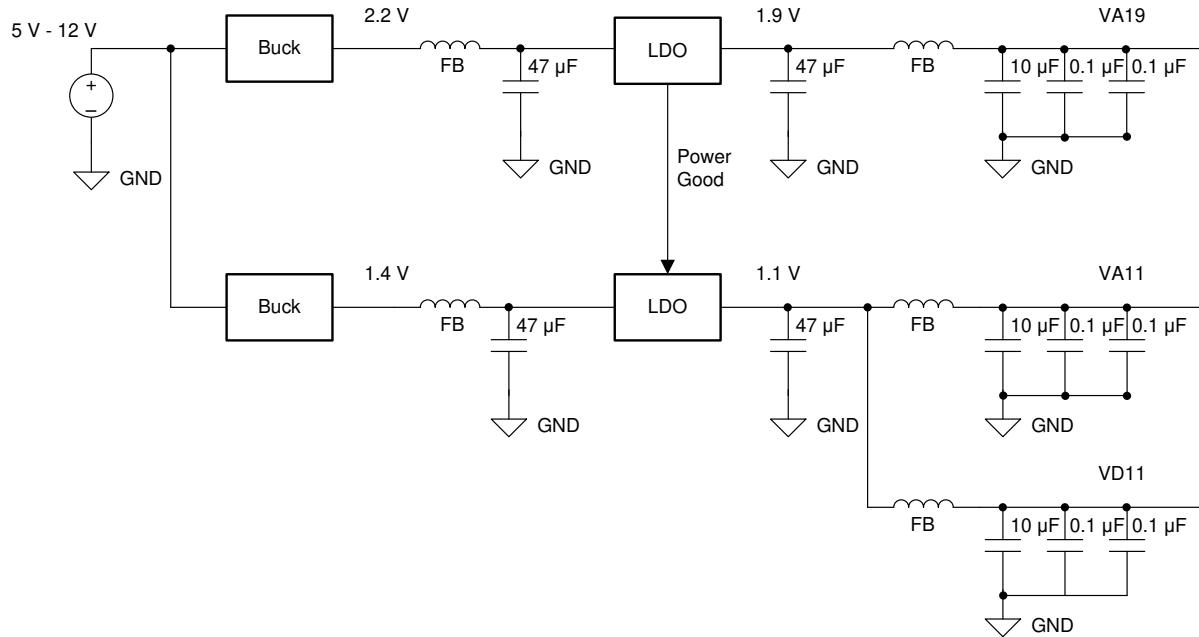 5 V - 12 V
+
–
GND
Buck
2.2 V
FB
47 µF
GND
LDO
1.9 V
47 µF
GND
FB
VA19
10 µF
0.1 µF
0.1 µF
GND
Power
Good
Buck
1.4 V
FB
47 µF
GND
LDO
1.1 V
47 µF
GND
FB
VA11
10 µF
0.1 µF
0.1 µF
GND
FB
VD11
10 µF
0.1 µF
0.1 µF
GND